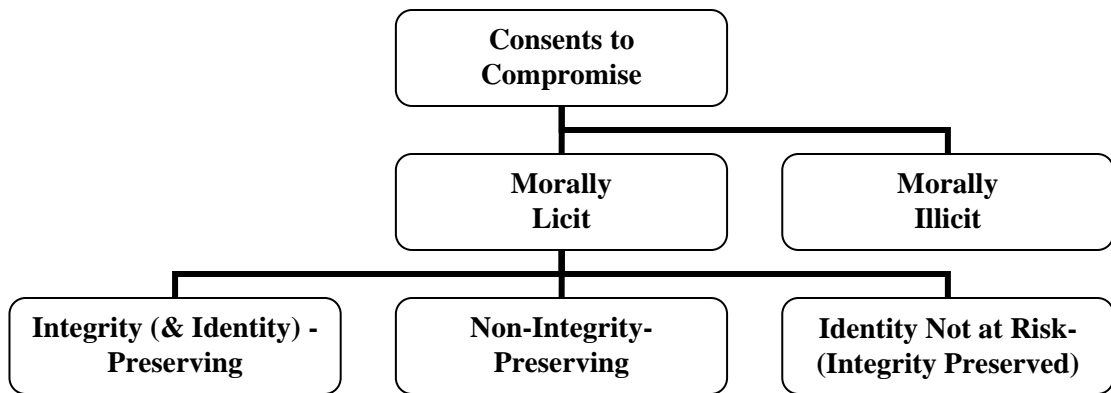 Consents to
Compromise
Morally
Licit
Morally
Illicit
Integrity (& Identity) -
Preserving
Non-Integrity-
Preserving
Identity Not at Risk-
(Integrity Preserved)